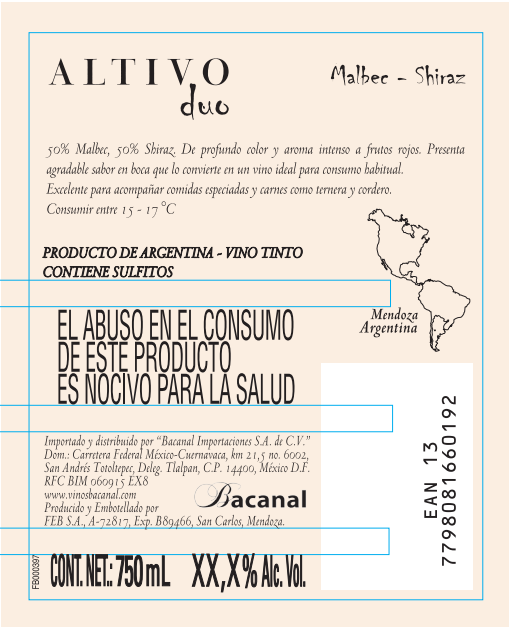 ALTIVO
duo
Malbec - Shiraz
50% Malbec, 50% Shiraz. De profundo color y aroma intenso a frutos rojos. Presenta
agradable sabor en boca que lo convierte en un vino ideal para consumo habitual.
Excelente para acompañar comidas especiadas y carnes como ternera y cordero.
Consumir entre 15 - 17 °C
PRODUCTO DE ARGENTINA - VINO TINTO
CONTIENE SULFITOS
Mendoza
Argentina
EL ABUSO EN EL CONSUMO
DE ESTE PRODUCTO
ES NOCIVO PARA LA SALUD
Importado y distribuido por “Bacanal Importaciones S.A. de C.V.”
Dom.: Carretera Federal México-Cuernavaca, km 21,5 no. 6002,
San Andrés Totoltepec, Deleg. Tlalpan, C.P. 14400, México D.F.
RFC BIM 060915 EX8
www.vinosbacanal.com
Producido y Embotellado por
FEB S.A., A-72817, Exp. B89466, San Carlos, Mendoza.
Bacanal
EAN 13
7798081660192
FB000397
CONT. NET.: 750 mL XX,X% Alc. Vol.